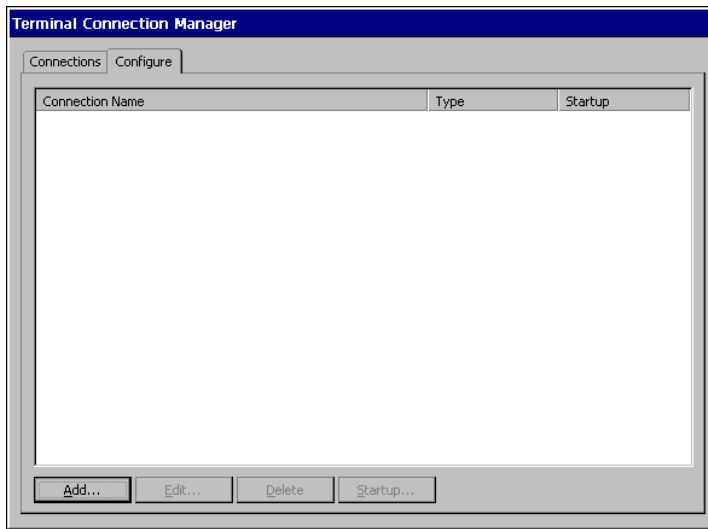 Terminal Connection Manager
Connections Configure
Connection Name Type Startup
Add... Edit... Delete Startup...